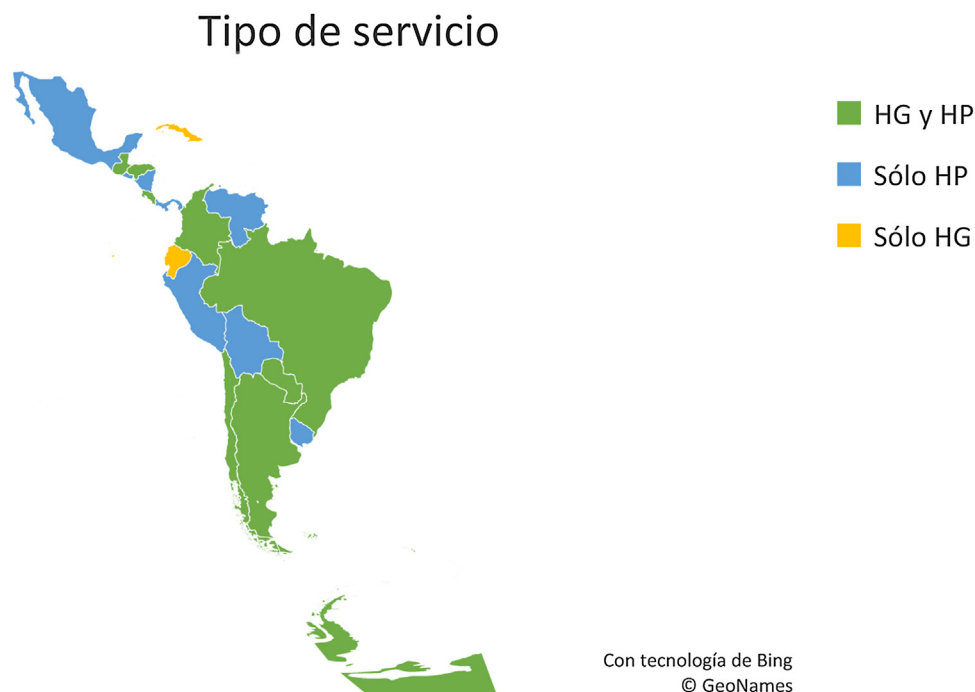 Tipo de servicio
HG y HP
Sólo HP
Sólo HG
Con tecnología de Bing
© GeoNames